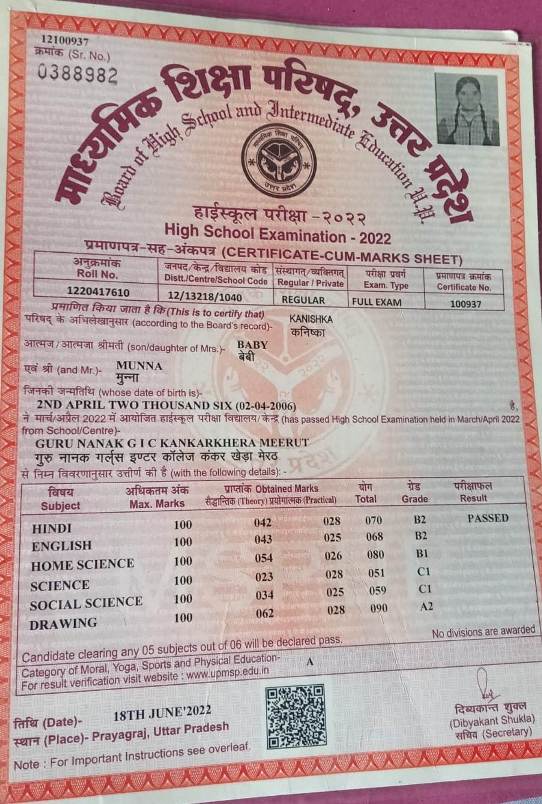 12100937
क्रमांक (Sr. No.)
0388982
माध्यमिक शिक्षा परिषद्, उत्तर प्रदेश
Board of High School and Intermediate Education U.P.
माध्यमिक शिक्षा परिषद
उत्तर प्रदेश
हाईस्कूल परीक्षा -२०२२
High School Examination - 2022
प्रमाणपत्र-सह-अंकपत्र (CERTIFICATE-CUM-MARKS SHEET)
अनुक्रमांक जनपद/केन्द्र/विद्यालय कोड संस्थागत/व्यक्तिगत परीक्षा प्रवर्ग प्रमाणपत्र क्रमांक
Roll No. Distt./Centre/School Code Regular / Private Exam. Type Certificate No.
1220417610 12/13218/1040 REGULAR FULL EXAM 100937
प्रमाणित किया जाता है कि(This is to certify that) KANISHKA
परिषद् के अभिलेखानुसार (according to the Board's record)- कनिष्का
आत्मज/आत्मजा श्रीमती (son/daughter of Mrs.)- BABY
बेबी
एवं श्री (and Mr.)- MUNNA
मुन्ना
जिनकी जन्मतिथि (whose date of birth is)-
2ND APRIL TWO THOUSAND SIX (02-04-2006) है,
ने मार्च/अप्रैल 2022 में आयोजित हाईस्कूल परीक्षा विद्यालय/केन्द्र (has passed High School Examination held in March/April 2022
from School/Centre)-
GURU NANAK G I C KANKARKHERA MEERUT
गुरु नानक गर्ल्स इण्टर कॉलेज कंकर खेड़ा मेरठ
से निम्न विवरणानुसार उत्तीर्ण की है (with the following details): -
विषय अधिकतम अंक प्राप्तांक Obtained Marks योग ग्रेड परीक्षाफल
Subject Max. Marks सैद्धान्तिक (Theory) प्रयोगात्मक (Practical) Total Grade Result
HINDI 100 042 028 070 B2 PASSED
ENGLISH 100 043 025 068 B2
HOME SCIENCE 100 054 026 080 B1
SCIENCE 100 023 028 051 C1
SOCIAL SCIENCE 100 034 025 059 C1
DRAWING 100 062 028 090 A2
Candidate clearing any 05 subjects out of 06 will be declared pass. No divisions are awarded
Category of Moral, Yoga, Sports and Physical Education- A
For result verification visit website : www.upmsp.edu.in
तिथि (Date)- 18TH JUNE'2022
स्थान (Place)- Prayagraj, Uttar Pradesh
दिब्यकान्त शुक्ल
(Dibyakant Shukla)
सचिव (Secretary)
Note : For Important Instructions see overleaf.